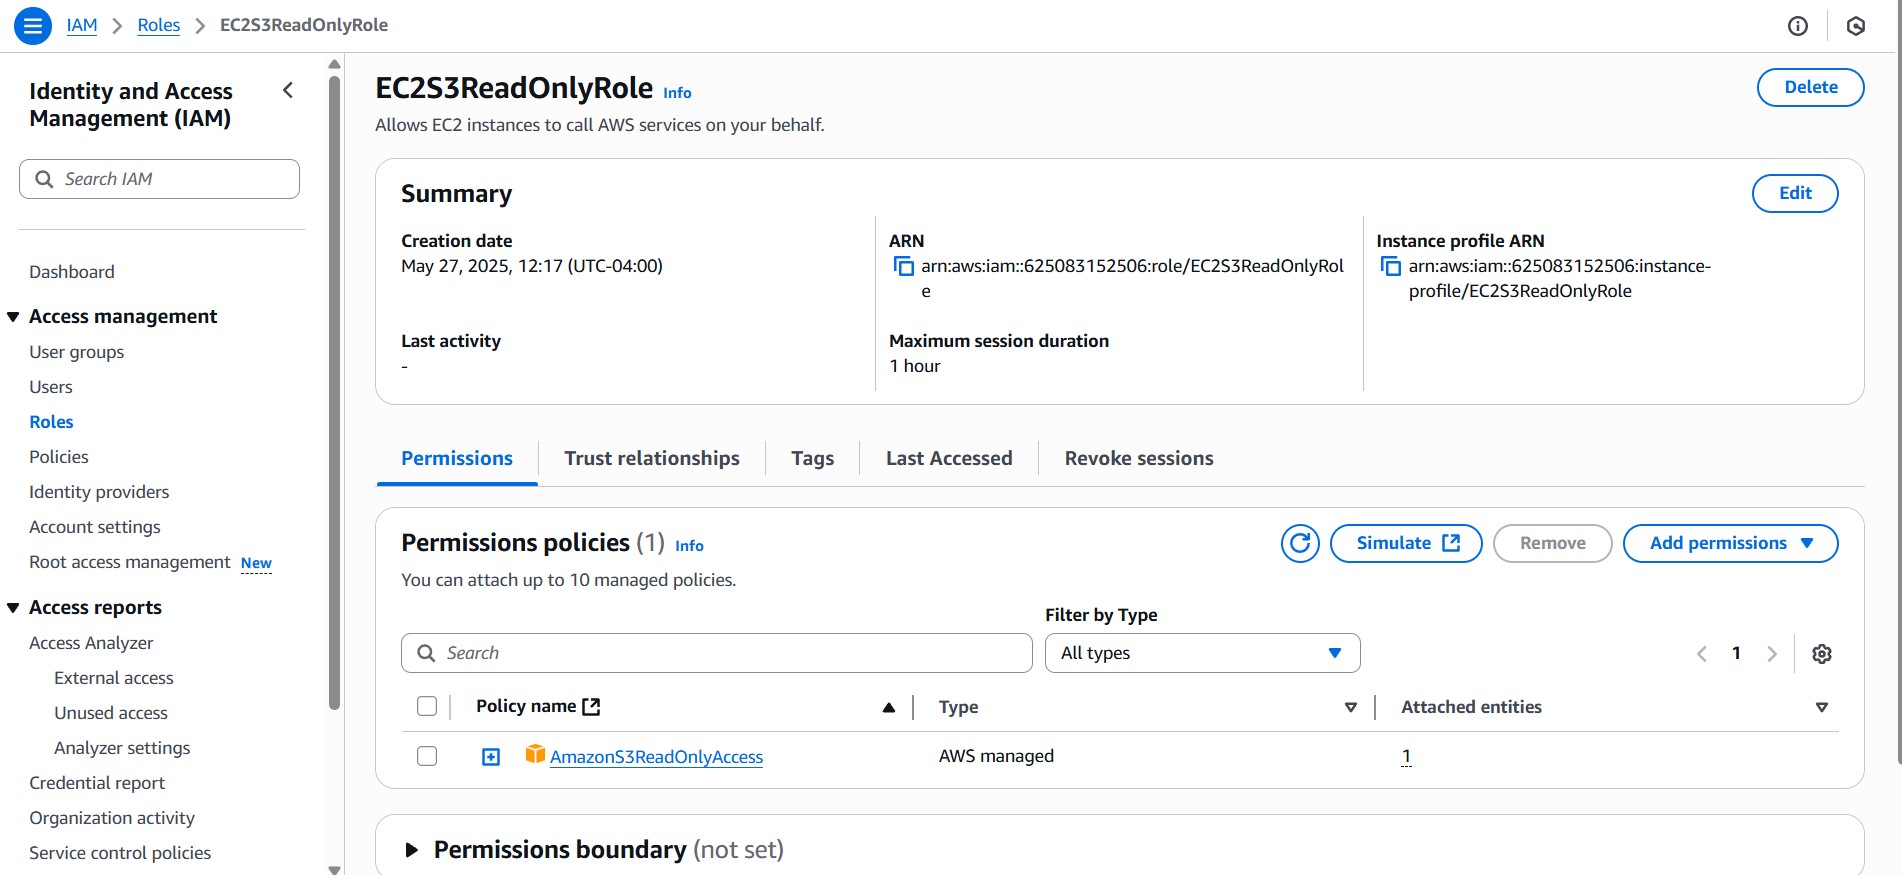 IAM > Roles > EC2S3ReadOnlyRole
Identity and Access
Management (IAM)
Search IAM
Dashboard
Access management
User groups
Users
Roles
Policies
Identity providers
Account settings
Root access management New
Access reports
Access Analyzer
External access
Unused access
Analyzer settings
Credential report
Organization activity
Service control policies
EC2S3ReadOnlyRole Info
Delete
Allows EC2 instances to call AWS services on your behalf.
Summary
Edit
Creation date
May 27, 2025, 12:17 (UTC-04:00)
ARN
arn:aws:iam::625083152506:role/EC2S3ReadOnlyRol
e
Instance profile ARN
arn:aws:iam::625083152506:instance-
profile/EC2S3ReadOnlyRole
Last activity
-
Maximum session duration
1 hour
Permissions
Trust relationships
Tags
Last Accessed
Revoke sessions
Permissions policies (1) Info
Simulate
Remove
Add permissions
You can attach up to 10 managed policies.
Filter by Type
Search
All types
1
Policy name
Type
Attached entities
AmazonS3ReadOnlyAccess
AWS managed
1
Permissions boundary (not set)